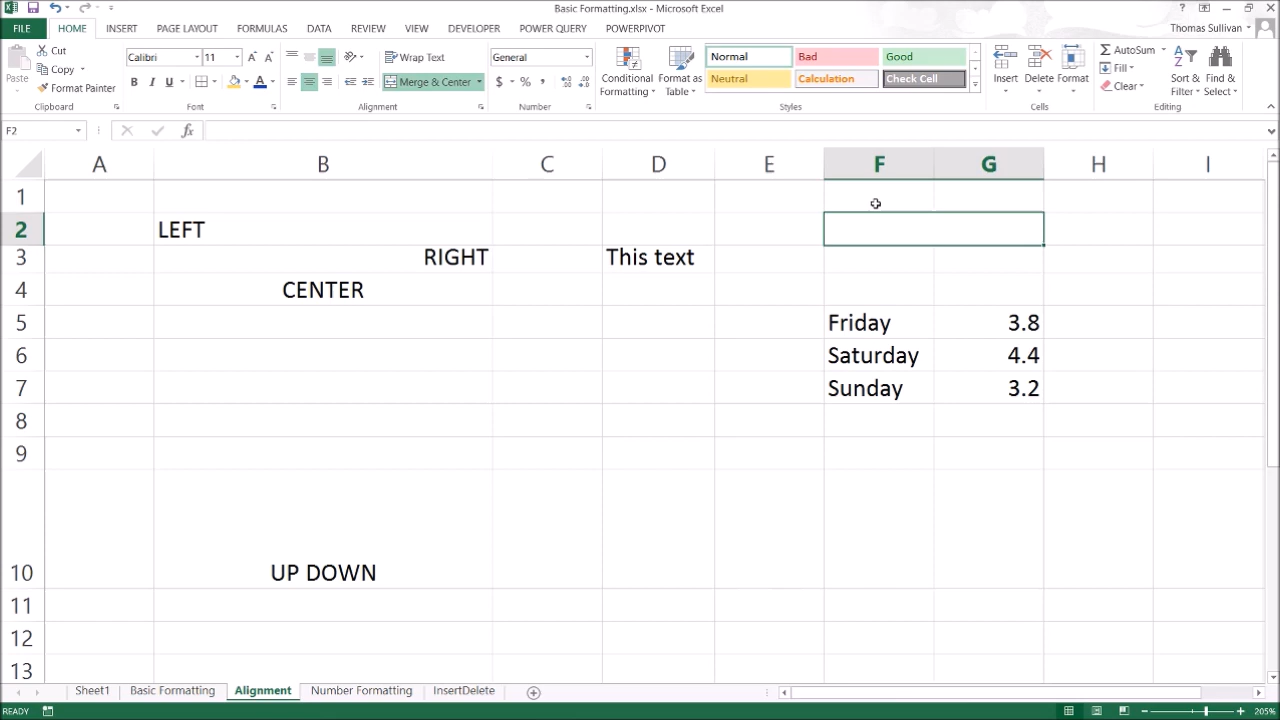 Basic Formatting.xlsx - Microsoft Excel
FILE HOME INSERT PAGE LAYOUT FORMULAS DATA REVIEW VIEW DEVELOPER POWER QUERY POWERPIVOT Thomas Sullivan
Cut Calibri 11 Wrap Text General Normal Bad Good AutoSum
Copy Fill
Paste Format Painter B I U A Merge & Center $ % , Conditional Formatting Format as Table Neutral Calculation Check Cell Insert Delete Format Clear Sort & Filter Find & Select
Clipboard Font Alignment Number Styles Cells Editing
F2 fx
A B C D E F G H I
1
2 LEFT
3 RIGHT This text
4 CENTER
5 Friday 3.8
6 Saturday 4.4
7 Sunday 3.2
8
9
10 UP DOWN
11
12
13
Sheet1 Basic Formatting Alignment Number Formatting InsertDelete
READY 205%